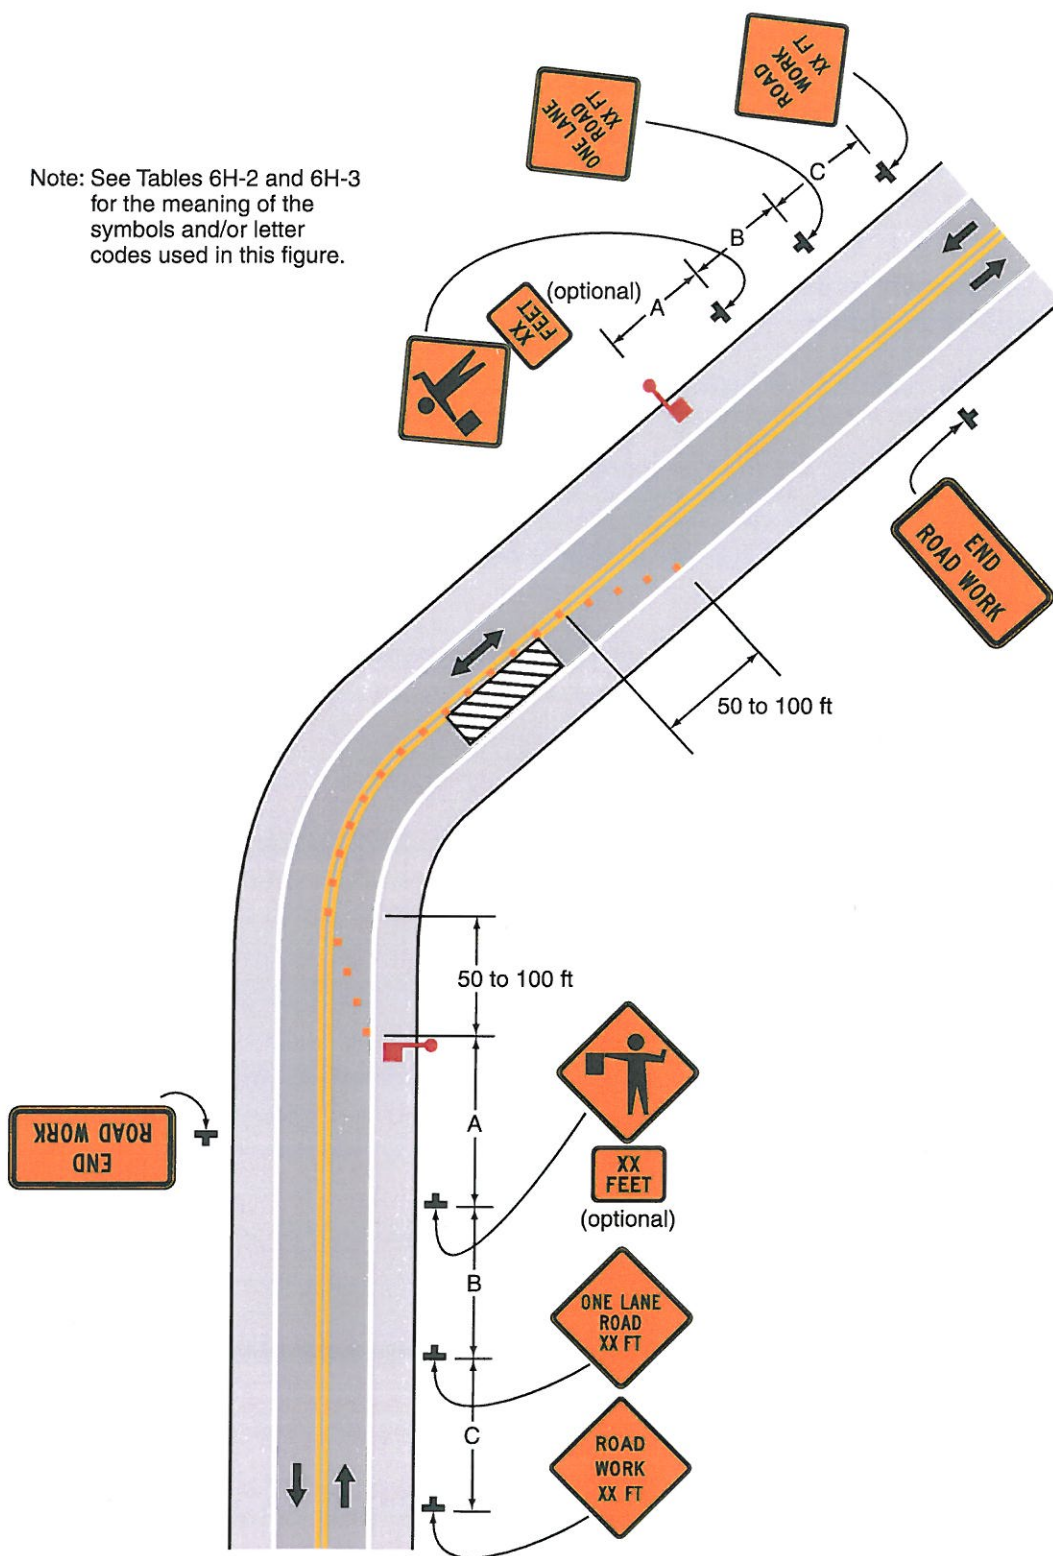 ROAD
WORK
XX FT
ONE LANE
ROAD
XX FT
C
Note: See Tables 6H-2 and 6H-3
for the meaning of the
symbols and/or letter
codes used in this figure.
B
(optional)
XX
FEET
A
END
ROAD WORK
50 to 100 ft
50 to 100 ft
END
ROAD WORK
A
XX
FEET
(optional)
B
ONE LANE
ROAD
XX FT
C
ROAD
WORK
XX FT